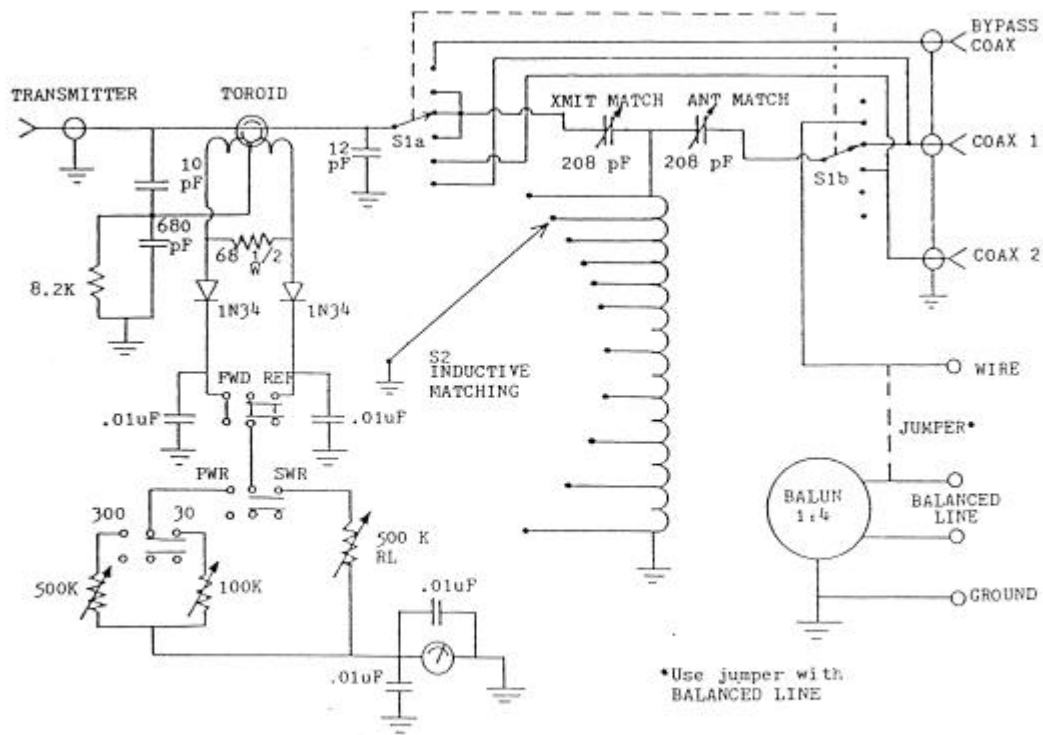 BYPASS
COAX
TRANSMITTER
TOROID
XMIT MATCH
ANT MATCH
S1a
12
pF
208 pF
208 pF
COAX 1
S1b
10
pF
680
pF
68 1/2
W
8.2K
1N34
1N34
COAX 2
S2
INDUCTIVE
MATCHING
FWD REF
.01uF
.01uF
WIRE
JUMPER*
PWR
SWR
BALUN
1:4
BALANCED
LINE
300
30
500 K
RL
500K
100K
.01uF
GROUND
.01uF
*Use jumper with
BALANCED LINE